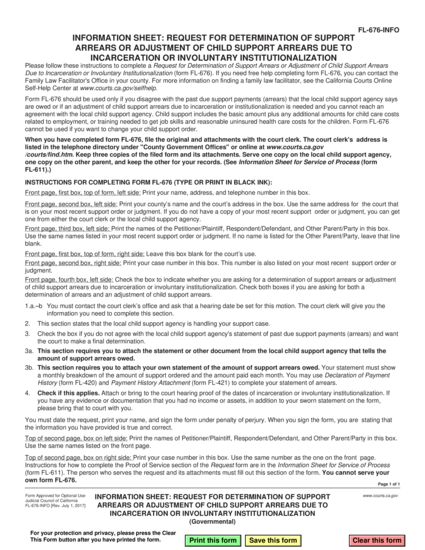 FL-676-INFO
INFORMATION SHEET: REQUEST FOR DETERMINATION OF SUPPORT
ARREARS OR ADJUSTMENT OF CHILD SUPPORT ARREARS DUE TO
INCARCERATION OR INVOLUNTARY INSTITUTIONALIZATION
Please follow these instructions to complete a Request for Determination of Support Arrears or Adjustment of Child Support Arrears
Due to Incarceration or Involuntary Institutionalization (form FL-676). If you need free help completing form FL-676, you can contact the
Family Law Facilitator's Office in your county. For more information on finding a family law facilitator, see the California Courts Online
Self-Help Center at www.courts.ca.gov/selfhelp.
Form FL-676 should be used only if you disagree with the past due support payments (arrears) that the local child support agency says
are owed or if an adjustment of child support arrears due to incarceration or institutionalization is needed and you cannot reach an
agreement with the local child support agency. Child support includes the basic amount plus any additional amounts for child care costs
related to employment, or training needed to get job skills and reasonable uninsured health care costs for the children. Form FL-676
cannot be used if you want to change your child support order.
When you have completed form FL-676, file the original and attachments with the court clerk. The court clerk's address is
listed in the telephone directory under "County Government Offices" or online at www.courts.ca.gov
/courts/find.htm. Keep three copies of the filed form and its attachments. Serve one copy on the local child support agency,
one copy on the other parent, and keep the other for your records. (See Information Sheet for Service of Process (form
FL-611).)
INSTRUCTIONS FOR COMPLETING FORM FL-676 (TYPE OR PRINT IN BLACK INK):
Front page, first box, top of form, left side: Print your name, address, and telephone number in this box.
Front page, second box, left side: Print your county's name and the court's address in the box. Use the same address for the court that
is on your most recent support order or judgment. If you do not have a copy of your most recent support order or judgment, you can get
one from either the court clerk or the local child support agency.
Front page, third box, left side: Print the names of the Petitioner/Plaintiff, Respondent/Defendant, and Other Parent/Party in this box.
Use the same names listed in your most recent support order or judgment. If no name is listed for the Other Parent/Party, leave that line
blank.
Front page, first box, top of form, right side: Leave this box blank for the court's use.
Front page, second box, right side: Print your case number in this box. This number is also listed on your most recent support order or
judgment.
Front page, fourth box, left side: Check the box to indicate whether you are asking for a determination of support arrears or adjustment
of child support arrears due to incarceration or involuntary institutionalization. Check both boxes if you are asking for both a
determination of arrears and an adjustment of child support arrears.
1.a.–b You must contact the court clerk's office and ask that a hearing date be set for this motion. The court clerk will give you the
information you need to complete this section.
2. This section states that the local child support agency is handling your support case.
3. Check the box if you do not agree with the local child support agency's statement of past due support payments (arrears) and want
the court to make a final determination.
3a. This section requires you to attach the statement or other document from the local child support agency that tells the
amount of support arrears owed.
3b. This section requires you to attach your own statement of the amount of support arrears owed. Your statement must show
a monthly breakdown of the amount of support ordered and the amount paid each month. You may use Declaration of Payment
History (form FL-420) and Payment History Attachment (form FL-421) to complete your statement of arrears.
4. Check if this applies. Attach or bring to the court hearing proof of the dates of incarceration or involuntary institutionalization. If
you have any evidence or documentation that you had no income or assets, in addition to your sworn statement on the form,
please bring that to court with you.
You must date the request, print your name, and sign the form under penalty of perjury. When you sign the form, you are stating that
the information you have provided is true and correct.
Top of second page, box on left side: Print the names of Petitioner/Plaintiff, Respondent/Defendant, and Other Parent/Party in this box.
Use the same names listed on the front page.
Top of second page, box on right side: Print your case number in this box. Use the same number as the one on the front page.
Instructions for how to complete the Proof of Service section of the Request form are in the Information Sheet for Service of Process
(form FL-611). The person who serves the request and its attachments must fill out this section of the form. You cannot serve your
own form FL-676.
Page 1 of 1
Form Approved for Optional Use
Judicial Council of California
FL-676-INFO [Rev. July 1, 2017]
INFORMATION SHEET: REQUEST FOR DETERMINATION OF SUPPORT
ARREARS OR ADJUSTMENT OF CHILD SUPPORT ARREARS DUE TO
INCARCERATION OR INVOLUNTARY INSTITUTIONALIZATION
(Governmental)
www.courts.ca.gov
For your protection and privacy, please press the Clear
This Form button after you have printed the form.
Print this form
Save this form
Clear this form